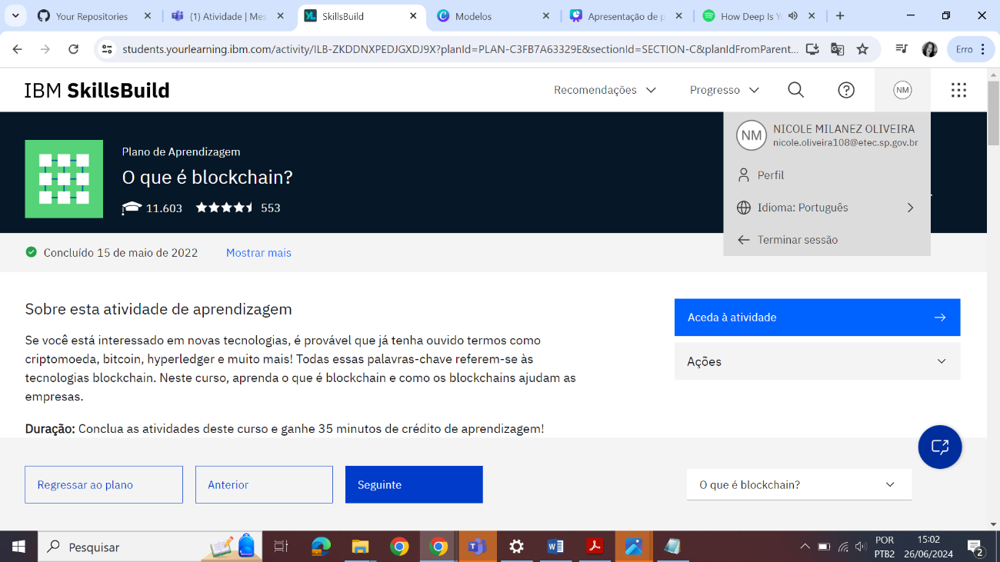 Your Repositories
(1) Atividade | Mes
SkillsBuild
Modelos
Apresentação de p
How Deep Is Y
students.yourlearning.ibm.com/activity/ILB-ZKDDNXPEDJGXDJ9X?planId=PLAN-C3FB7A63329E&sectionId=SECTION-C&planIdFromParent...
Erro
IBM SkillsBuild
Recomendações
Progresso
NM
NM
NICOLE MILANEZ OLIVEIRA
nicole.oliveira108@etec.sp.gov.br
Perfil
Idioma: Português
Terminar sessão
Plano de Aprendizagem
O que é blockchain?
11.603
553
Concluído 15 de maio de 2022
Mostrar mais
Sobre esta atividade de aprendizagem
Se você está interessado em novas tecnologias, é provável que já tenha ouvido termos como
criptomoeda, bitcoin, hyperledger e muito mais! Todas essas palavras-chave referem-se às
tecnologias blockchain. Neste curso, aprenda o que é blockchain e como os blockchains ajudam as
empresas.
Duração: Conclua as atividades deste curso e ganhe 35 minutos de crédito de aprendizagem!
Aceda à atividade
Ações
Regressar ao plano
Anterior
Seguinte
O que é blockchain?
Pesquisar
POR
PTB2
15:02
26/06/2024
2